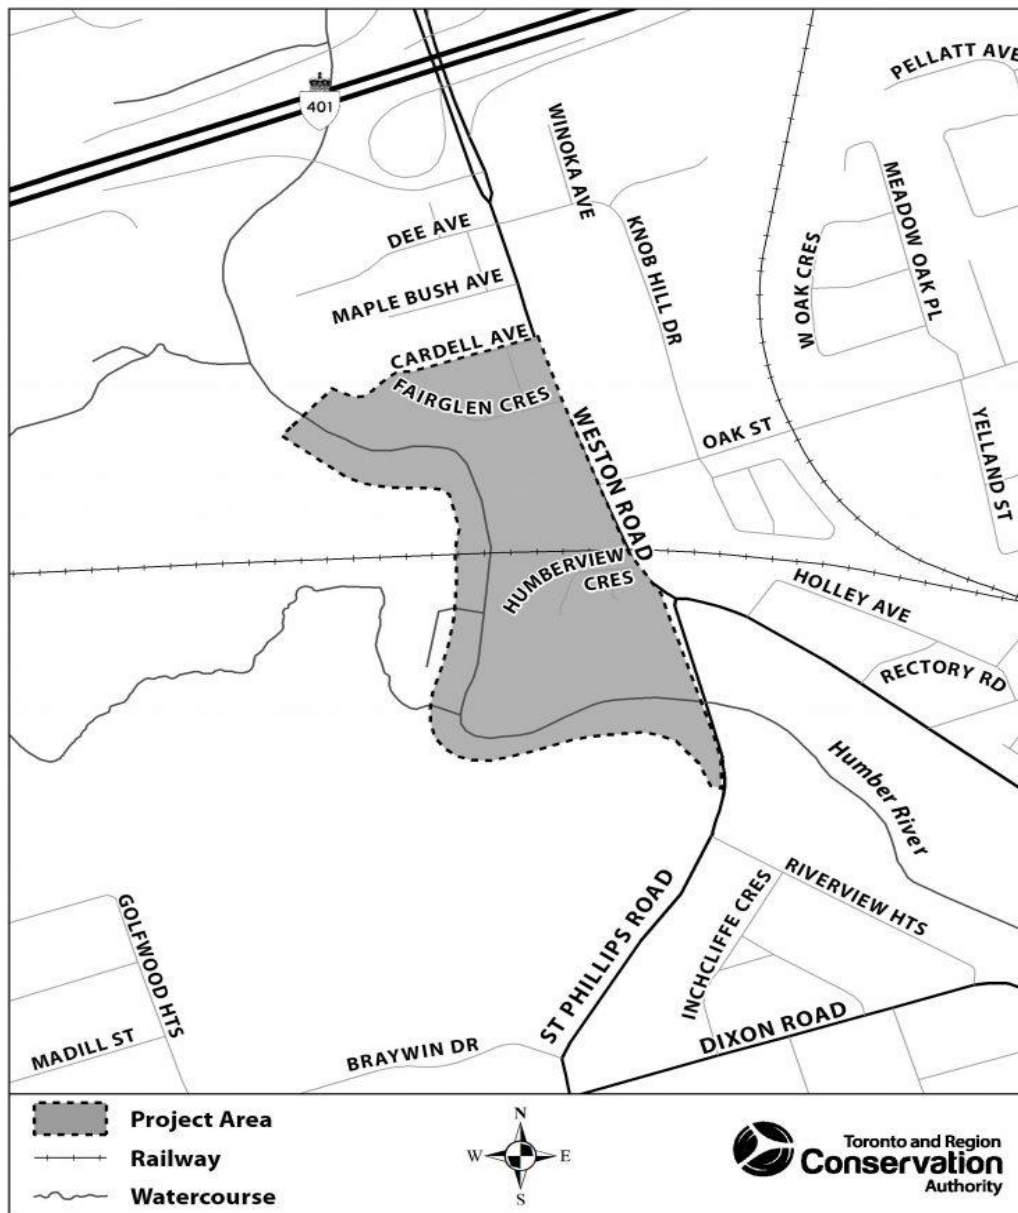 PELLATT AVE
401
WINOKA AVE
MEADOW OAK PL
DEE AVE
KNOB HILL DR
W OAK CRES
MAPLE BUSH AVE
CARDELL AVE
FAIRGLEN CRES
WESTON ROAD
OAK ST
YELLAND ST
HUMBERVIEW
CRES
HOLLEY AVE
RECTORY RD
Humber River
RIVERVIEW HTS
INCHCLIFFE CRES
ST PHILLIPS ROAD
GOLFWOOD HTS
DIXON ROAD
MADILL ST
BRAYWIN DR
Project Area
Railway
Watercourse
N
W E
S
Toronto and Region
Conservation
Authority